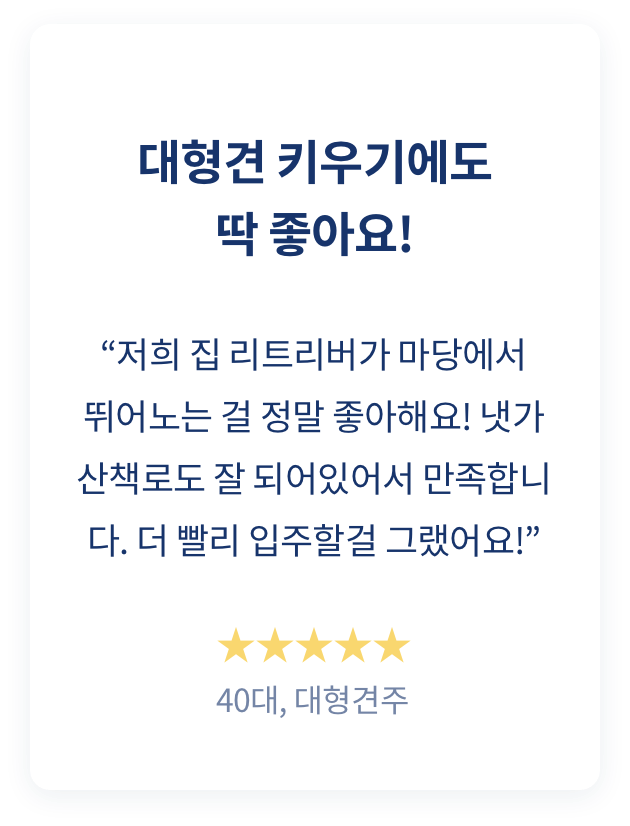 대형견 키우기에도
딱 좋아요!
“저희 집 리트리버가 마당에서
뛰어노는 걸 정말 좋아해요! 냇가
산책로도 잘 되어있어서 만족합니
다. 더 빨리 입주할걸 그랬어요!”
★★★★★
40대, 대형견주